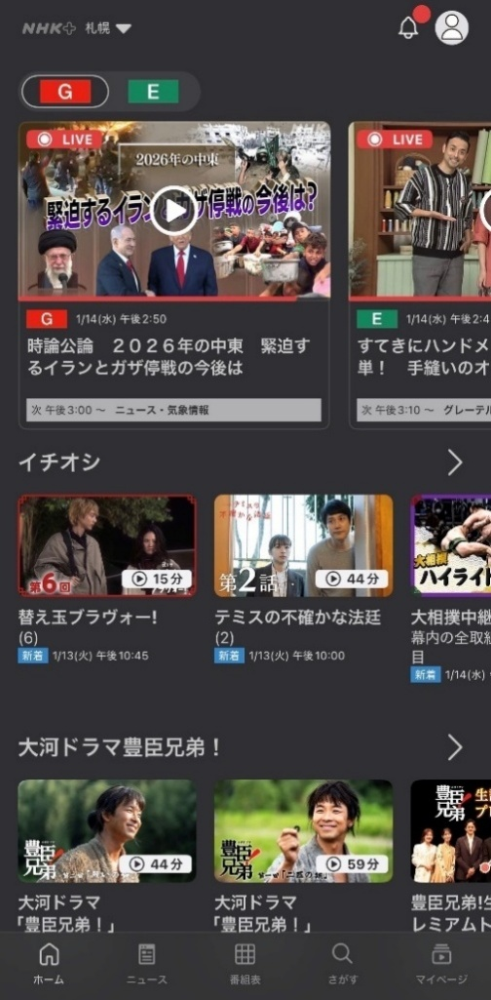 NHK+ 札幌
G E
LIVE
2026年の中東
緊迫するイランとガザ停戦の今後は?
G 1/14(水) 午後2:50
時論公論 2026年の中東 緊迫す
るイランとガザ停戦の今後は
次 午後3:00 ~ ニュース・気象情報
LIVE
E 1/14(水) 午後2:4
すてきにハンドメ
単! 手縫いのオ
次 午後3:10 ~ グレーテル
イチオシ
第6回
15分
替え玉ブラヴォー!
(6)
新着 1/13(火) 午後10:45
テミスの
不確かな法廷
第2話
44分
テミスの不確かな法廷
(2)
新着 1/13(火) 午後10:00
大相撲
ハイライト
大相撲中継
幕内の全取組
目
新着 1/14(水)
大河ドラマ豊臣兄弟!
豊臣兄弟
44分
大河ドラマ
「豊臣兄弟!」
豊臣兄弟
59分
大河ドラマ
「豊臣兄弟!」
豊臣兄弟
豊臣兄弟!生
レミアムト
ホーム
ニュース
番組表
さがす
マイページ